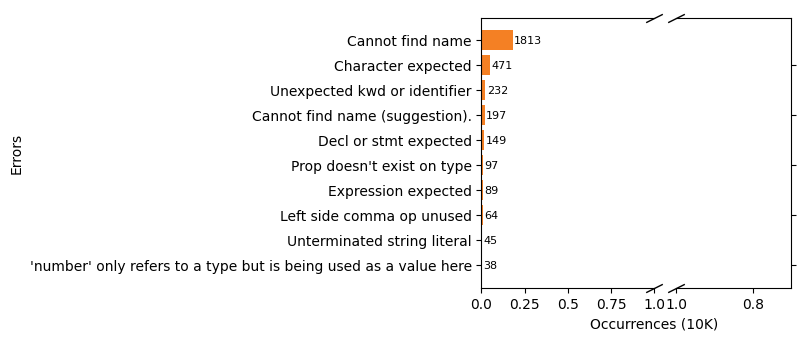 Errors
Cannot find name 1813
Character expected 471
Unexpected kwd or identifier 232
Cannot find name (suggestion). 197
Decl or stmt expected 149
Prop doesn't exist on type 97
Expression expected 89
Left side comma op unused 64
Unterminated string literal 45
'number' only refers to a type but is being used as a value here 38
0.0 0.25 0.5 0.75 1.0 1.0 0.8
Occurrences (10K)